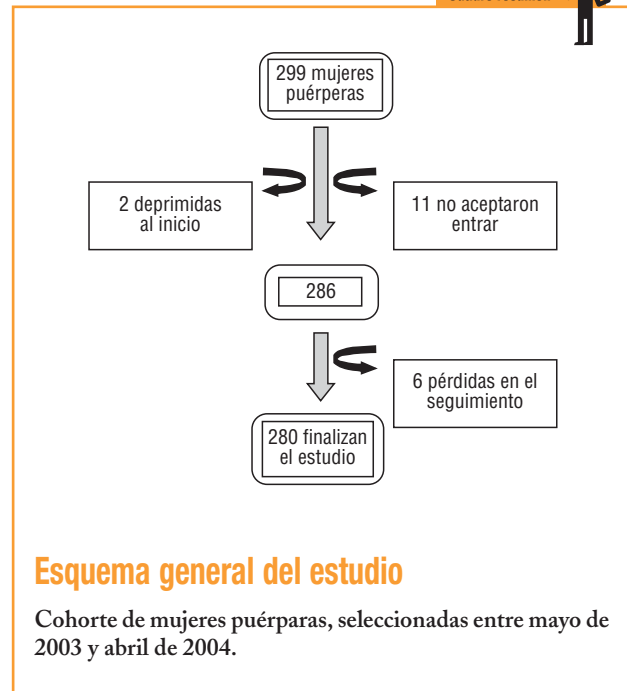 299 mujeres
puérperas
2 deprimidas
al inicio
11 no aceptaron
entrar
286
6 pérdidas en el
seguimiento
280 finalizan
el estudio
Esquema general del estudio
Cohorte de mujeres puérparas, seleccionadas entre mayo de
2003 y abril de 2004.